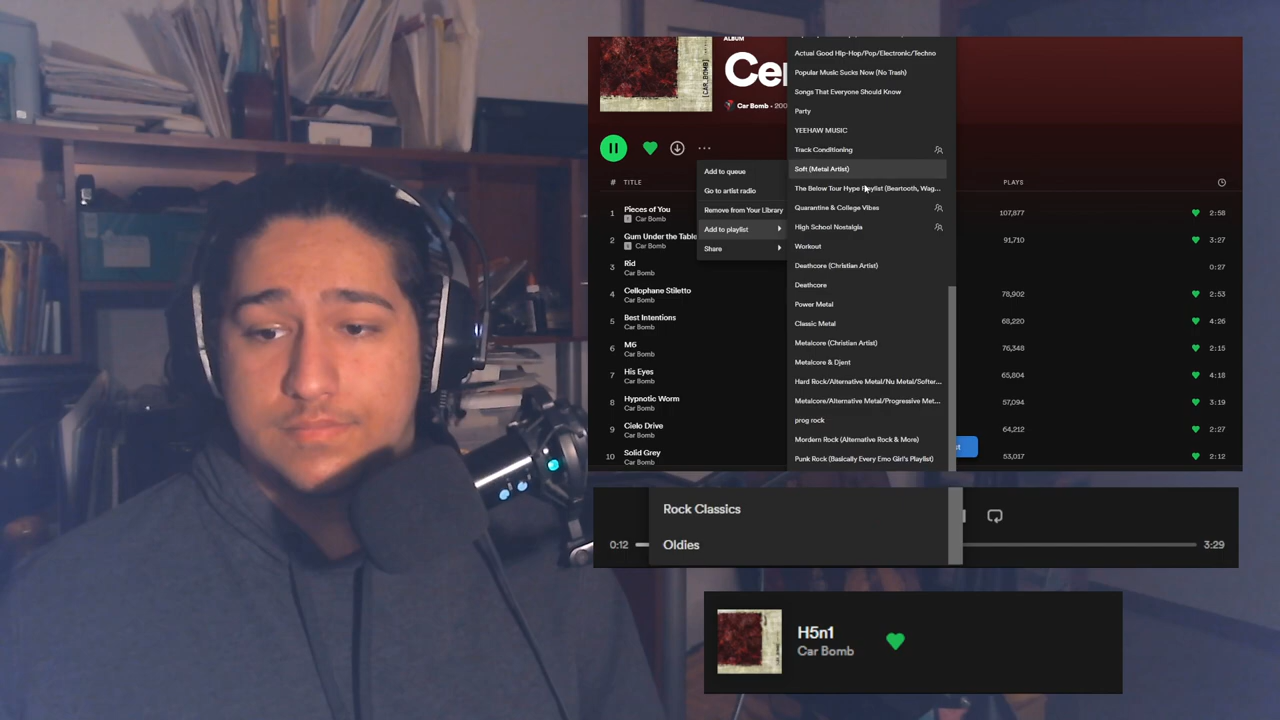 ALBUM
Cer
Car Bomb • 200
[CAR_BOMB]
Add to queue
Go to artist radio
Remove from Your Library
Add to playlist
Share
Actual Good Hip-Hop/Pop/Electronic/Techno
Popular Music Sucks Now (No Trash)
Songs That Everyone Should Know
Party
YEEHAW MUSIC
Track Conditioning
Soft (Metal Artist)
The Below Tour Hype Playlist (Beartooth, Wag...
Quarantine & College Vibes
High School Nostalgia
Workout
Deathcore (Christian Artist)
Deathcore
Power Metal
Classic Metal
Metalcore (Christian Artist)
Metalcore & Djent
Hard Rock/Alternative Metal/Nu Metal/Softer...
Metalcore/Alternative Metal/Progressive Met...
prog rock
Mordern Rock (Alternative Rock & More)
Punk Rock (Basically Every Emo Girl's Playlist)
# TITLE PLAYS
1 Pieces of You 107,877 2:58
E Car Bomb
2 Gum Under the Table 91,710 3:27
E Car Bomb
3 Rid 0:27
Car Bomb
4 Cellophane Stiletto 78,902 2:53
Car Bomb
5 Best Intentions 68,220 4:26
Car Bomb
6 M6 76,348 2:15
Car Bomb
7 His Eyes 65,804 4:18
Car Bomb
8 Hypnotic Worm 57,094 3:19
Car Bomb
9 Cielo Drive 64,212 2:27
Car Bomb
10 Solid Grey 53,017 2:12
Car Bomb
st
Rock Classics
Oldies
0:12 3:29
H5n1
Car Bomb